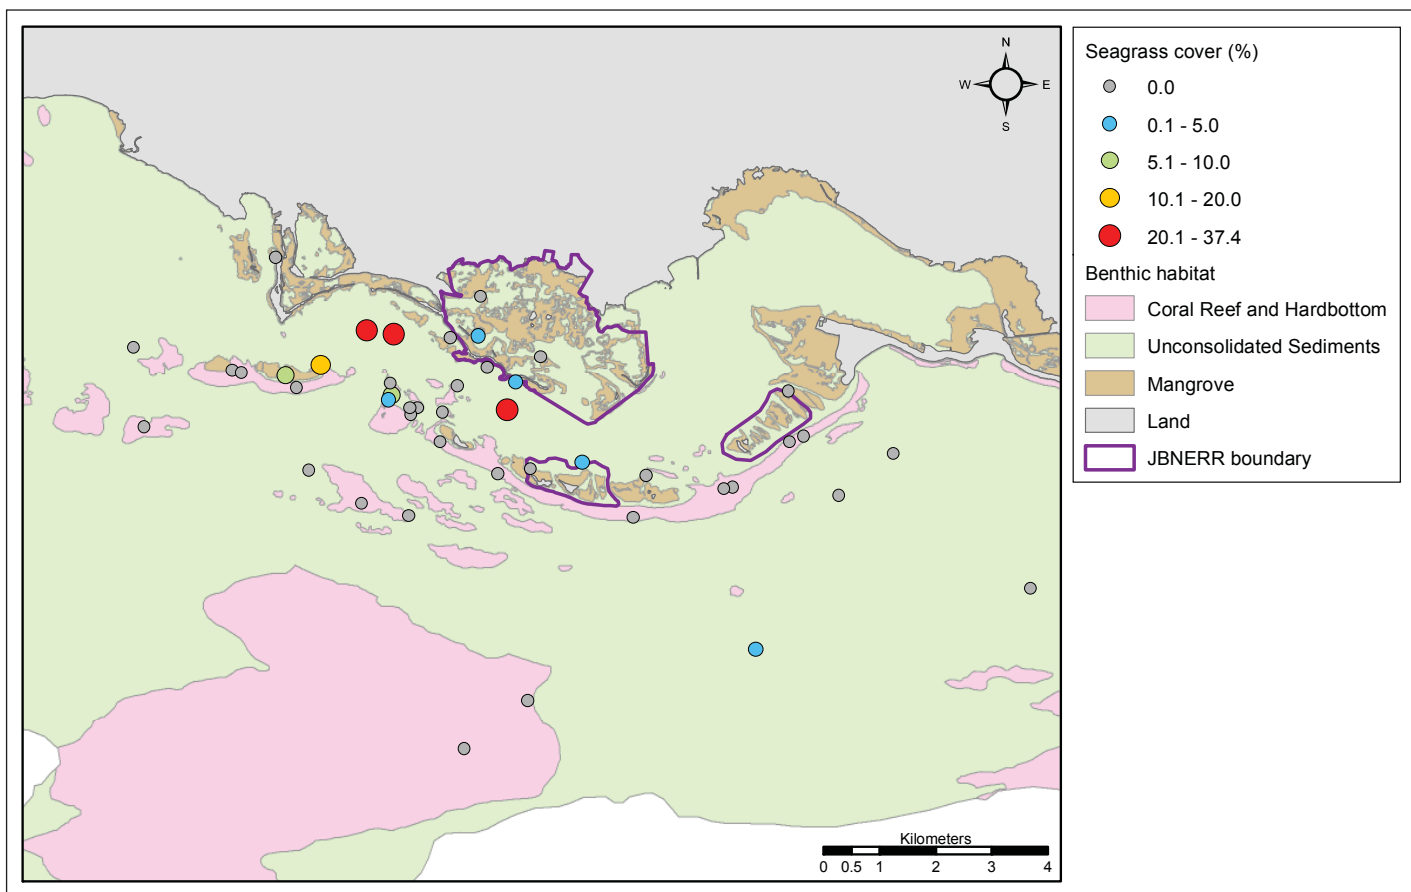 N
W E
S
Kilometers
0 0.5 1 2 3 4
Seagrass cover (%)
0.0
0.1 - 5.0
5.1 - 10.0
10.1 - 20.0
20.1 - 37.4
Benthic habitat
Coral Reef and Hardbottom
Unconsolidated Sediments
Mangrove
Land
JBNERR boundary